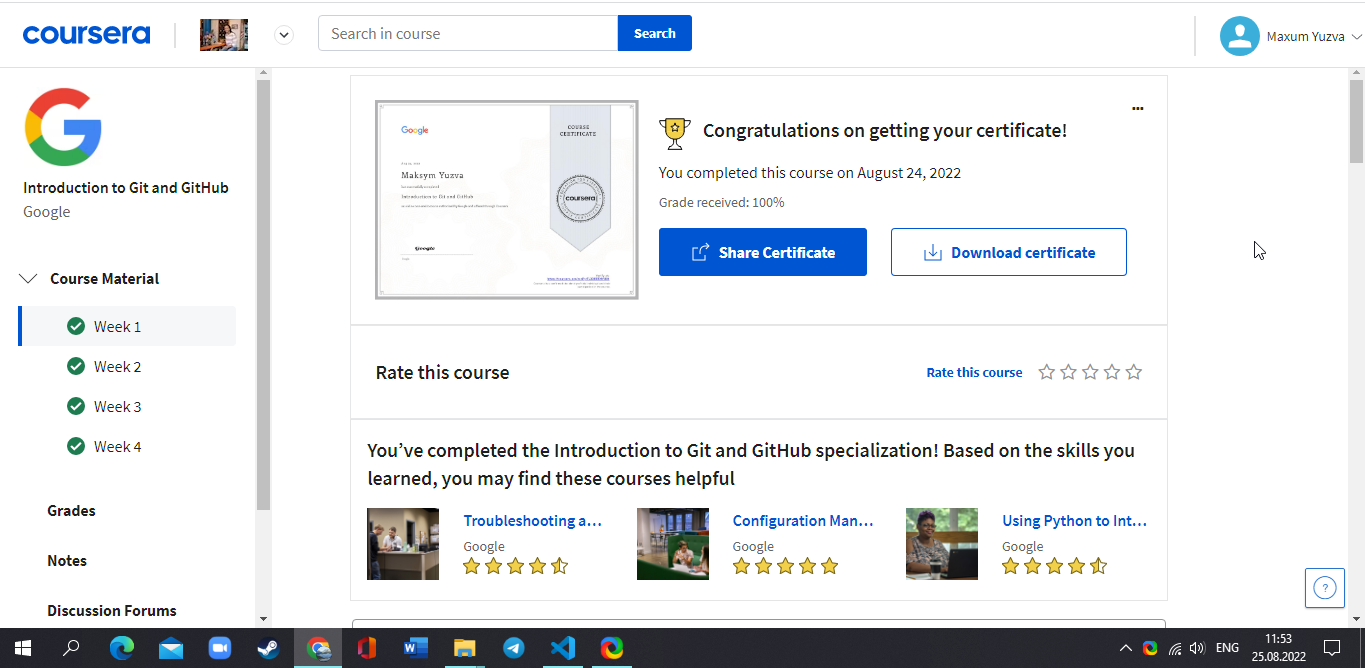 coursera
Search in course
Search
Maxum Yuzva
Introduction to Git and GitHub
Google
Course Material
Week 1
Week 2
Week 3
Week 4
Grades
Notes
Discussion Forums
Google
COURSE
CERTIFICATE
Maksym Yuzva
Introduction to Git and GitHub
coursera
Google
Congratulations on getting your certificate!
You completed this course on August 24, 2022
Grade received: 100%
Share Certificate
Download certificate
Rate this course
Rate this course
You’ve completed the Introduction to Git and GitHub specialization! Based on the skills you
learned, you may find these courses helpful
Troubleshooting a...
Google
Configuration Man...
Google
Using Python to Int...
Google
?
ENG
11:53
25.08.2022